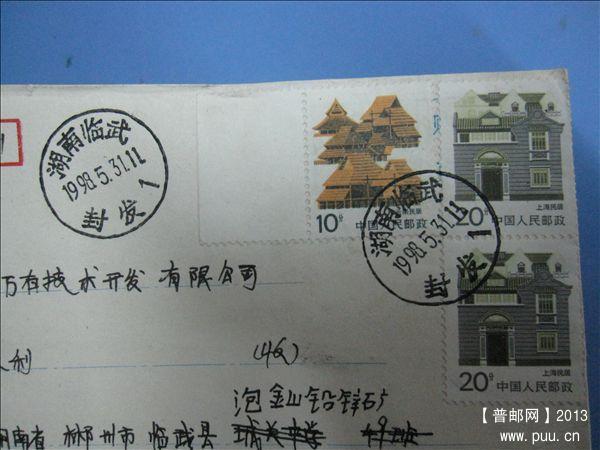 湖南临武
1998.5.31.11
封发 1
10分
民居
中国人民邮政
湖南临武
1998.5.31.11
封发 1
上海民居
20分
中国人民邮政
上海民居
20分
中国人民邮政
万有技术开发有限公司
利
泡金山铅锌矿
湖南省 郴州市 临武县
【普邮网】2013
www.puu.cn